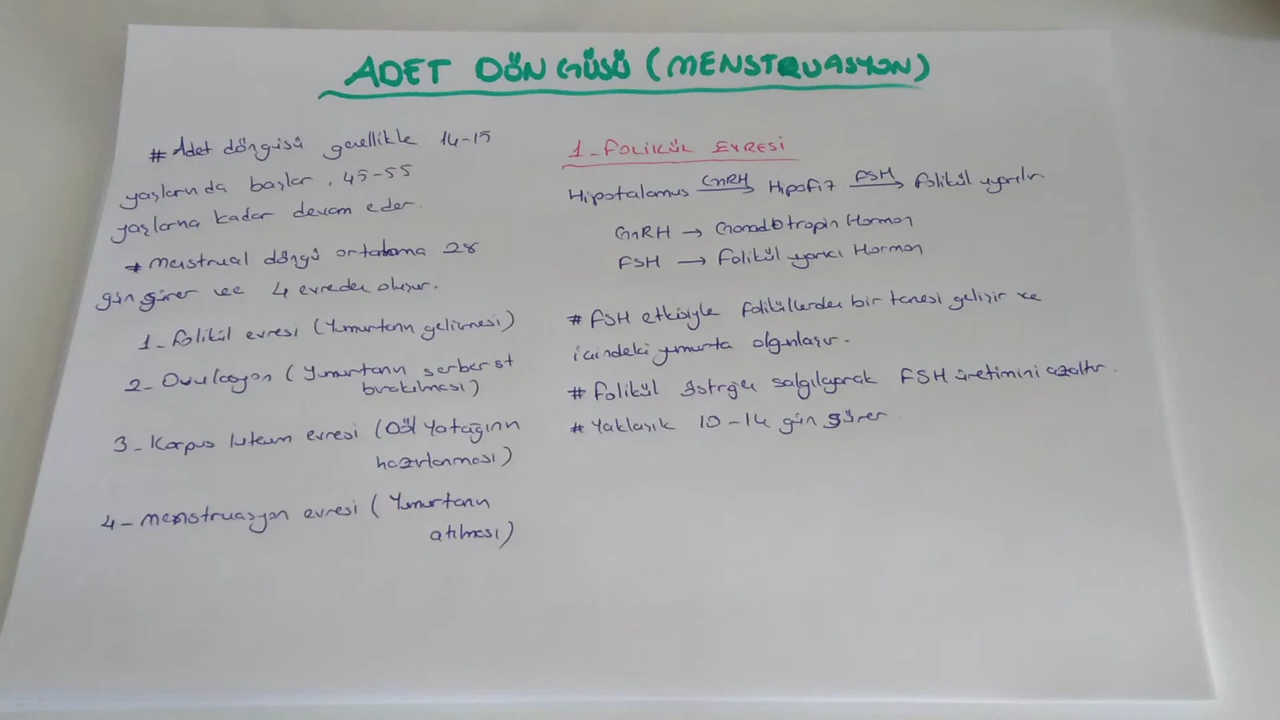 ADET DÖNGÜSÜ (MENSTRUASYON)
# Adet döngüsü genellikle 14-15
yaşlarında başlar, 45-55
yaşlarına kadar devam eder.
* Menstrual döngü ortalama 28
gün sürer ve 4 evreden oluşur.
1- Folikül evresi (Yumurtanın gelişmesi)
2- Ovulasyon (Yumurtanın serberst
bırakılması)
3- Korpus luteum evresi (Döl Yatağının
hazırlanması)
4- Menstruasyon evresi (Yumurtanın
atılması)
1- FOLİKÜL EVRESİ
Hipotalamus GnRH → Hipofiz FSH → Folikül uyarılır
GnRH → Gonadotropin Hormon
FSH → Folikül uyarıcı Hormon
# FSH etkisiyle foliküllerden bir tanesi gelişir ve
içindeki yumurta olgunlaşır.
# Folikül östrojen salgılayarak FSH üretimini azaltır.
# Yaklaşık 10-14 gün sürer.